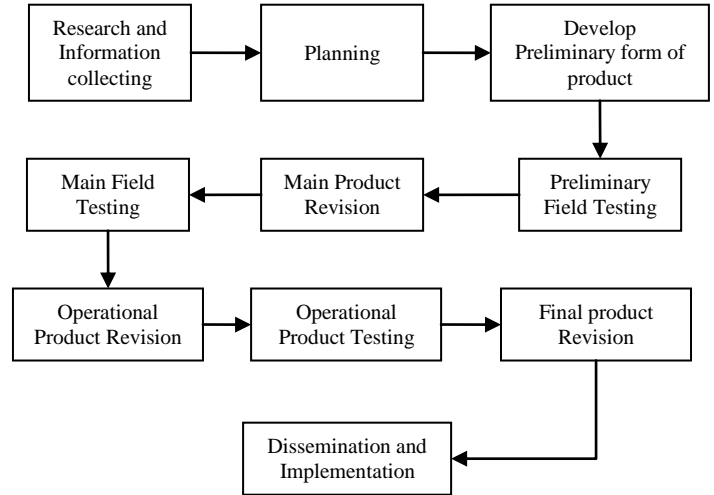 Research and
Information
collecting
Planning
Develop
Preliminary form of
product
Preliminary
Field Testing
Main Product
Revision
Main Field
Testing
Operational
Product Revision
Operational
Product Testing
Final product
Revision
Dissemination and
Implementation